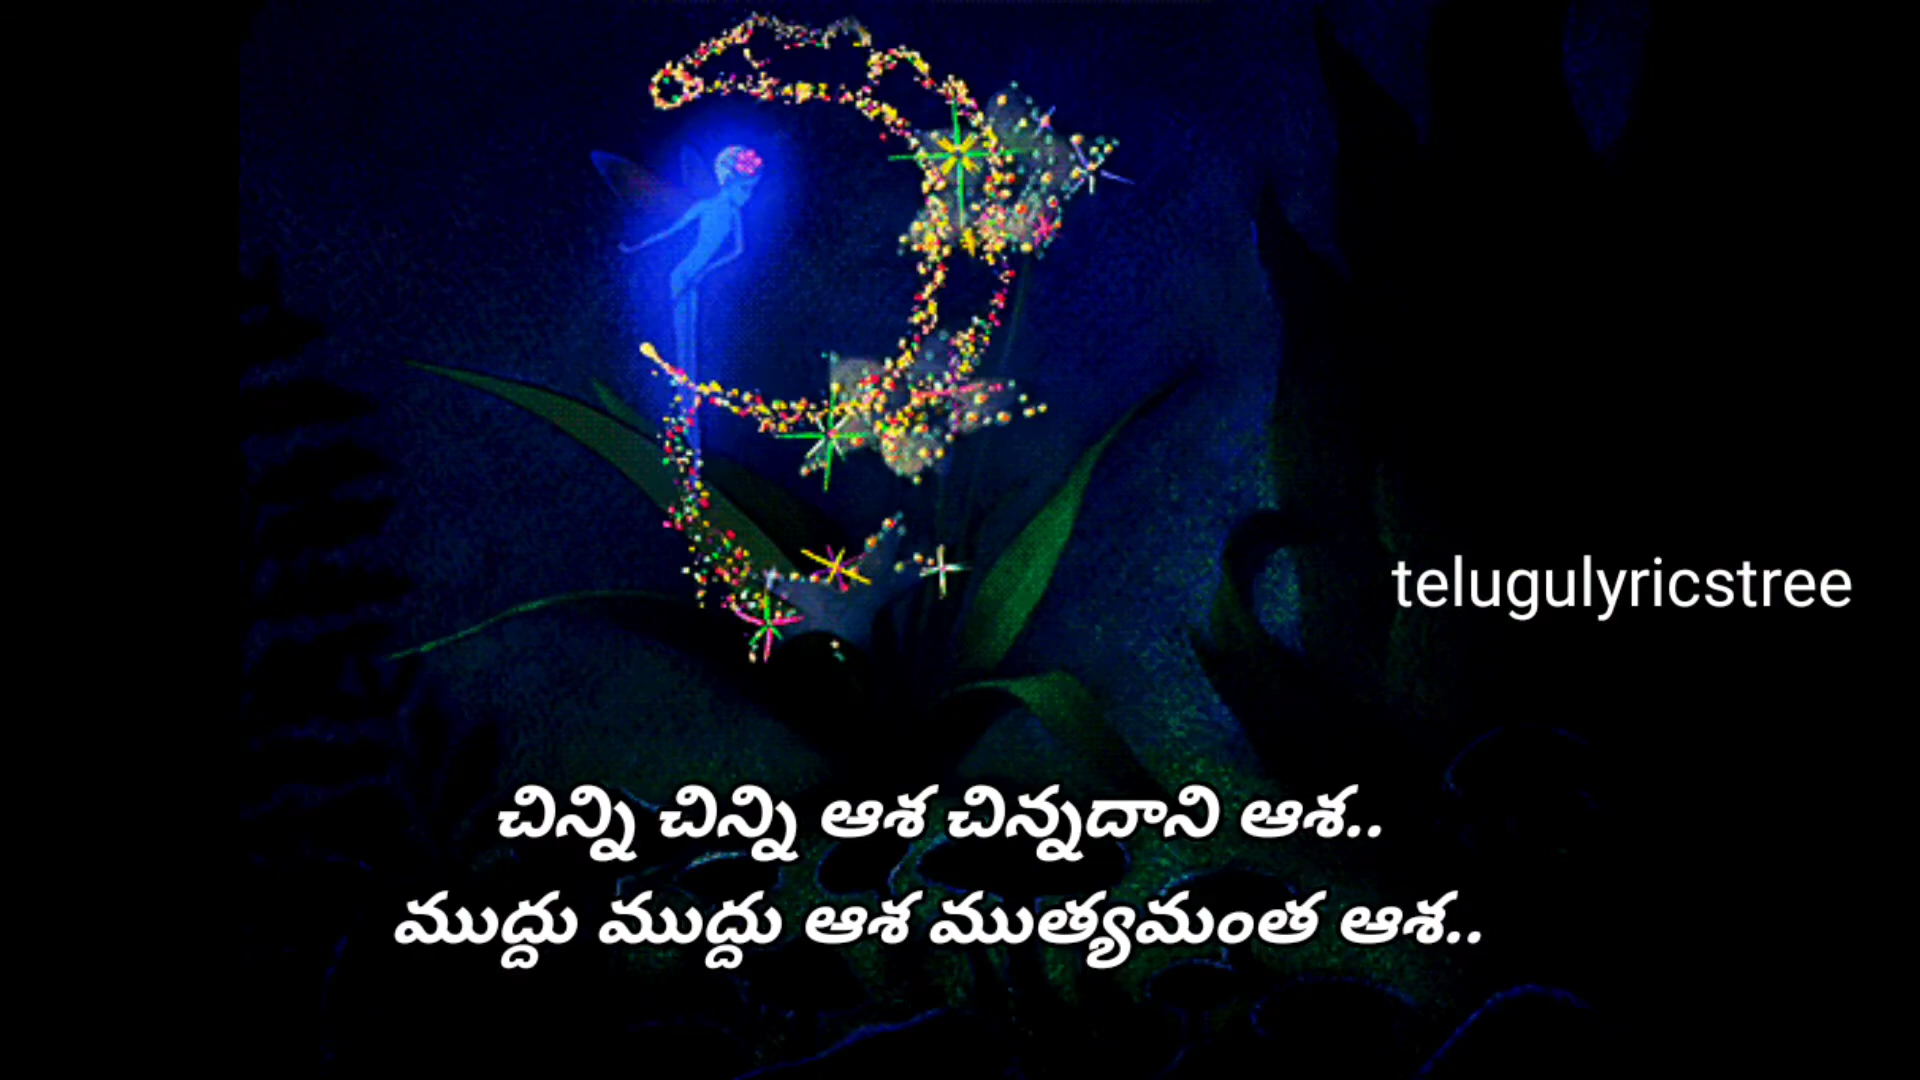 telugulyricstree
చిన్ని చిన్ని ఆశ చిన్నదాని ఆశ..
ముద్దు ముద్దు ఆశ ముత్యమంత ఆశ..